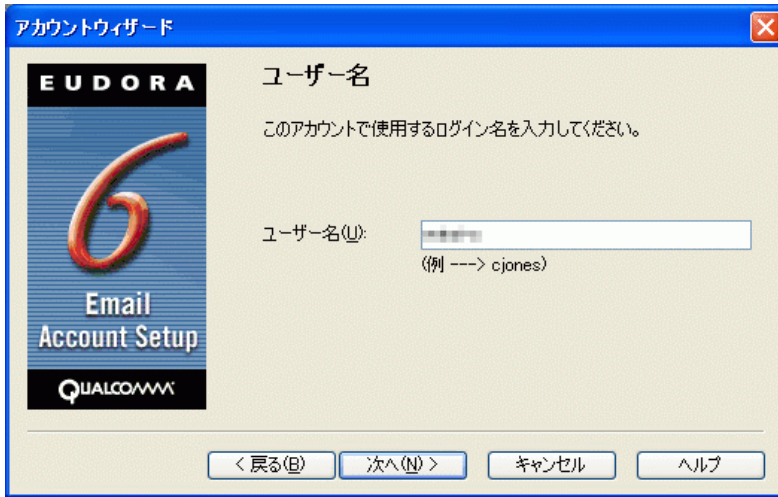 アカウントウィザード
EUDORA
6
Email
Account Setup
QUALCOMM
ユーザー名
このアカウントで使用するログイン名を入力してください。
ユーザー名(U):
(例 ---> cjones)
< 戻る(B)
次へ(N) >
キャンセル
ヘルプ